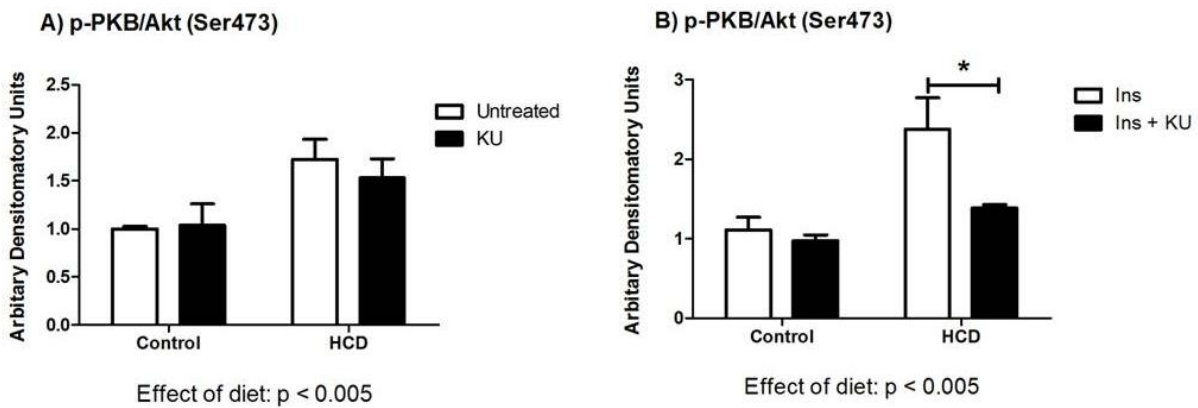 A) p-PKB/Akt (Ser473)
Arbitary Densitomatory Units
2.5
2.0
1.5
1.0
0.5
0.0
Control
HCD
Untreated
KU
Effect of diet: p < 0.005
B) p-PKB/Akt (Ser473)
Arbitary Densitomatory Units
3
2
1
0
*
Control
HCD
Ins
Ins + KU
Effect of diet: p < 0.005